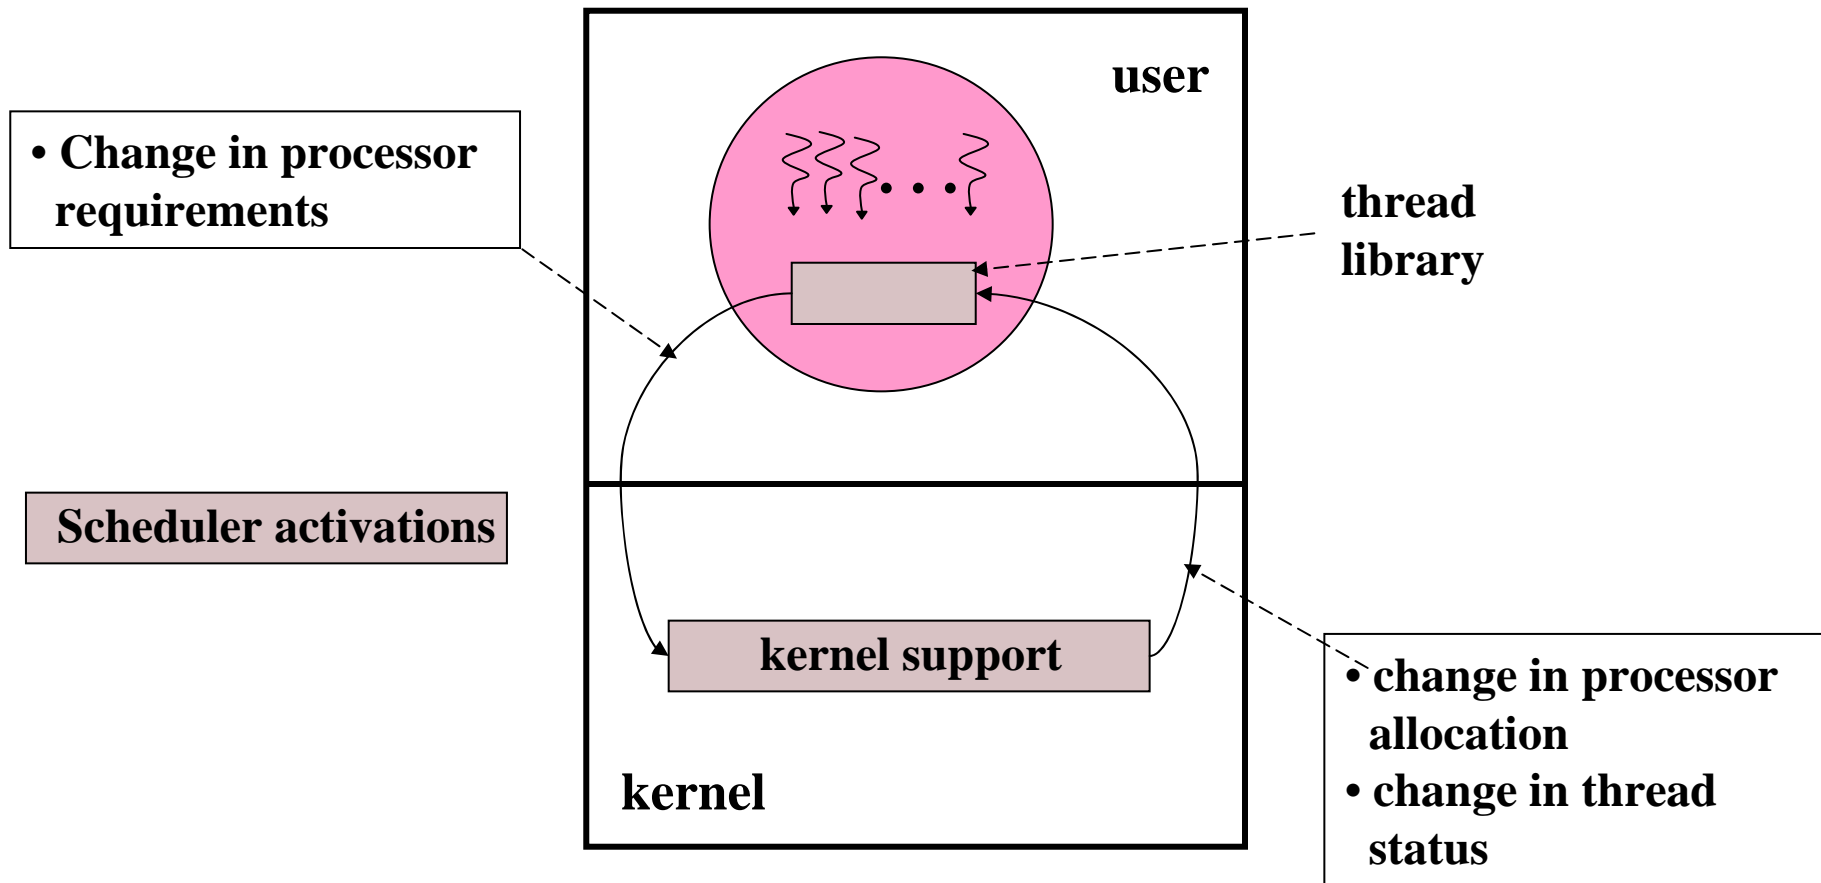 user
• Change in processor
requirements
thread
library
Scheduler activations
kernel support
kernel
• change in processor
allocation
• change in thread
status